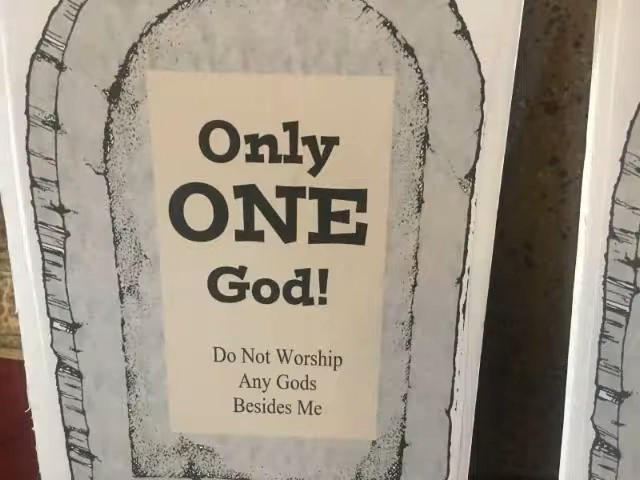 Only
ONE
God!
Do Not Worship
Any Gods
Besides Me